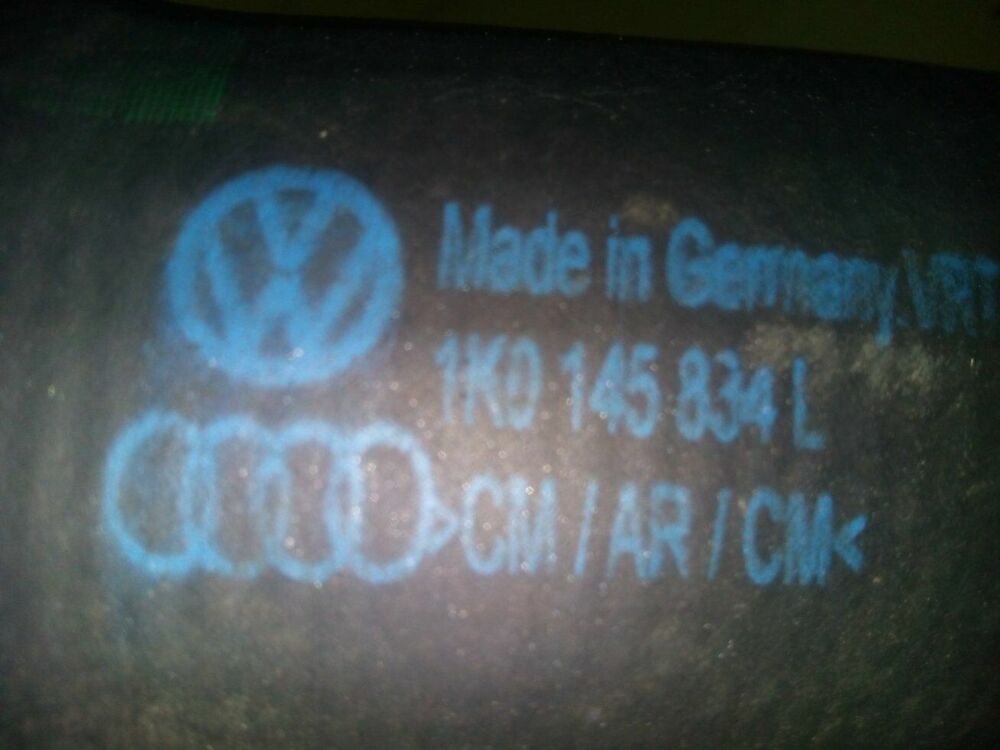 Made in Germany
1K0 145 834 L
>CM / AR / CM<